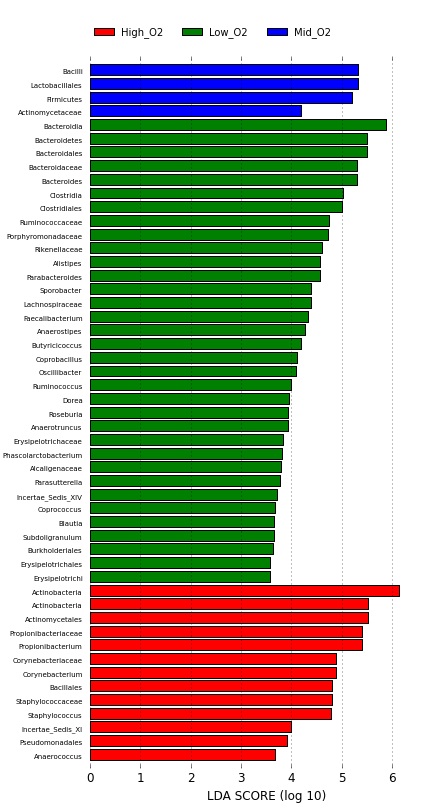 High_O2 Low_O2 Mid_O2
Bacilli
Lactobacillales
Firmicutes
Actinomycetaceae
Bacteroidia
Bacteroidetes
Bacteroidales
Bacteroidaceae
Bacteroides
Clostridia
Clostridiales
Ruminococcaceae
Porphyromonadaceae
Rikenellaceae
Alistipes
Parabacteroides
Sporobacter
Lachnospiraceae
Faecalibacterium
Anaerostipes
Butyricicoccus
Coprobacillus
Oscillibacter
Ruminococcus
Dorea
Roseburia
Anaerotruncus
Erysipelotrichaceae
Phascolarctobacterium
Alcaligenaceae
Parasutterella
Incertae_Sedis_XIV
Coprococcus
Blautia
Subdoligranulum
Burkholderiales
Erysipelotrichales
Erysipelotrichi
Actinobacteria
Actinobacteria
Actinomycetales
Propionibacteriaceae
Propionibacterium
Corynebacteriaceae
Corynebacterium
Bacillales
Staphylococcaceae
Staphylococcus
Incertae_Sedis_XI
Pseudomonadales
Anaerococcus
0 1 2 3 4 5 6
LDA SCORE (log 10)